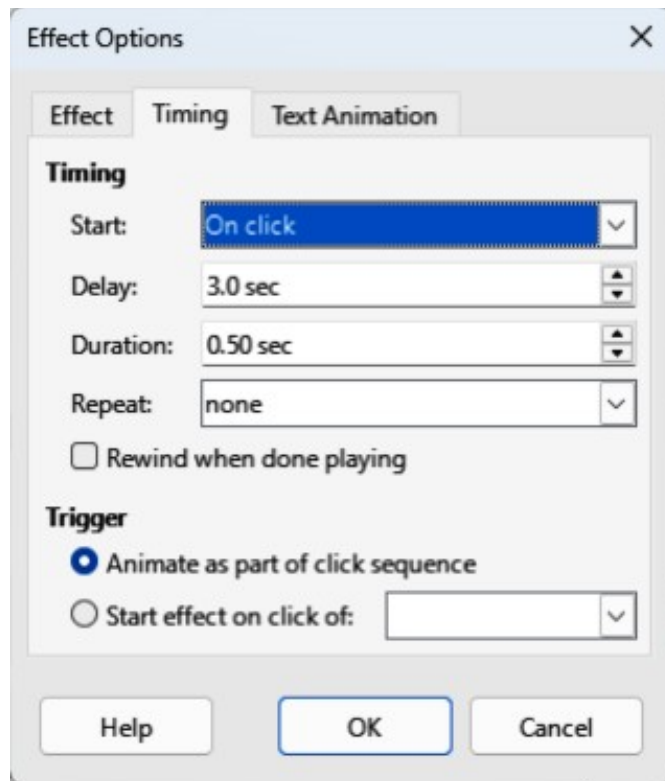 Effect Options
Effect Timing Text Animation
Timing
Start: On click
Delay: 3.0 sec
Duration: 0.50 sec
Repeat: none
Rewind when done playing
Trigger
Animate as part of click sequence
Start effect on click of:
Help OK Cancel